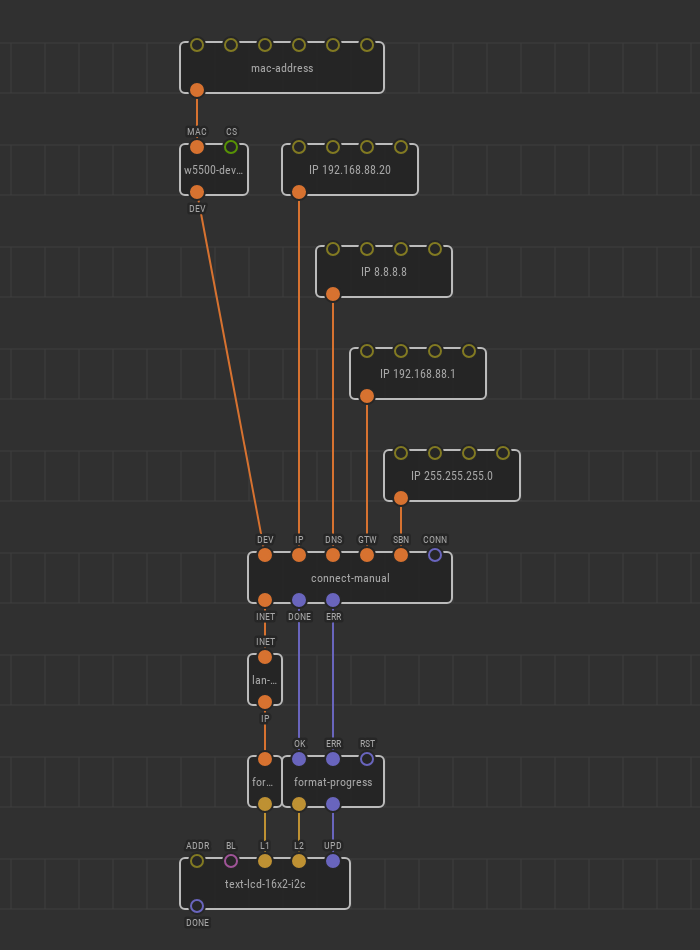 mac-address
MAC CS
w5500-dev… IP 192.168.88.20
DEV
IP 8.8.8.8
IP 192.168.88.1
IP 255.255.255.0
DEV IP DNS GTW SBN CONN
connect-manual
INET DONE ERR
INET
lan-…
IP
OK ERR RST
for… format-progress
ADDR BL L1 L2 UPD
text-lcd-16x2-i2c
DONE